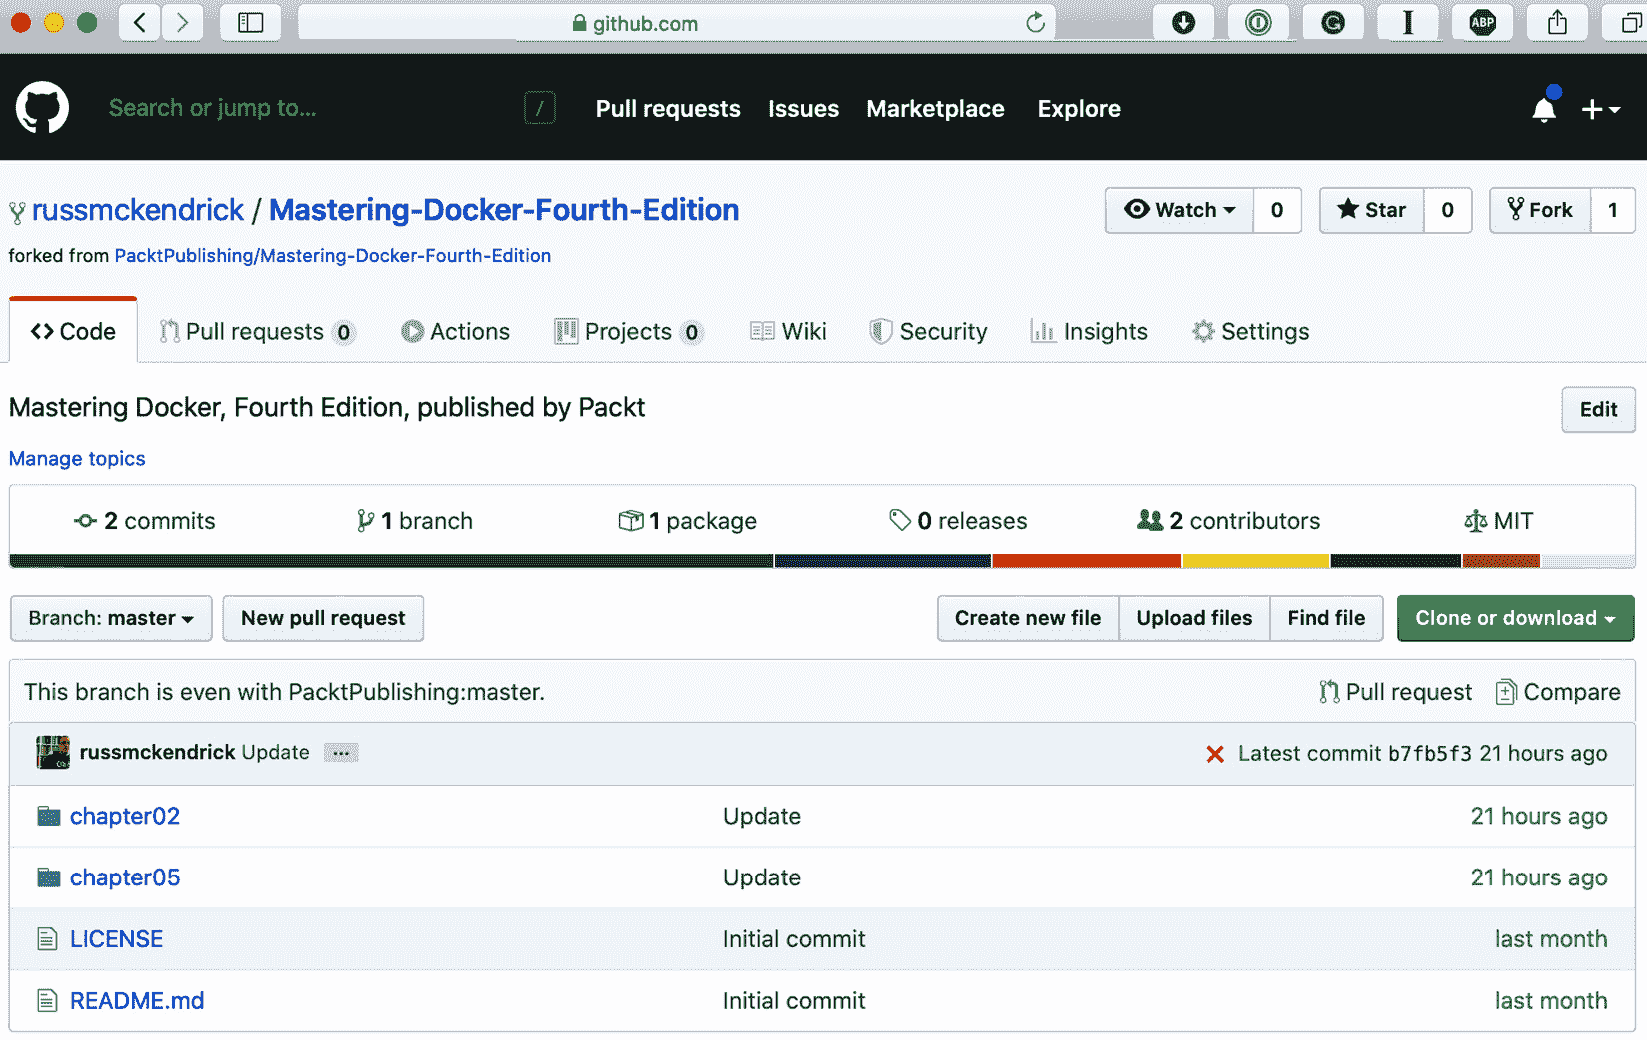 github.com
ABP
Search or jump to... / Pull requests Issues Marketplace Explore
russmckendrick / Mastering-Docker-Fourth-Edition Watch 0 Star 0 Fork 1
forked from PacktPublishing/Mastering-Docker-Fourth-Edition
Code Pull requests 0 Actions Projects 0 Wiki Security Insights Settings
Mastering Docker, Fourth Edition, published by Packt Edit
Manage topics
2 commits 1 branch 1 package 0 releases 2 contributors MIT
Branch: master New pull request Create new file Upload files Find file Clone or download
This branch is even with PacktPublishing:master. Pull request Compare
russmckendrick Update ... Latest commit b7fb5f3 21 hours ago
chapter02 Update 21 hours ago
chapter05 Update 21 hours ago
LICENSE Initial commit last month
README.md Initial commit last month